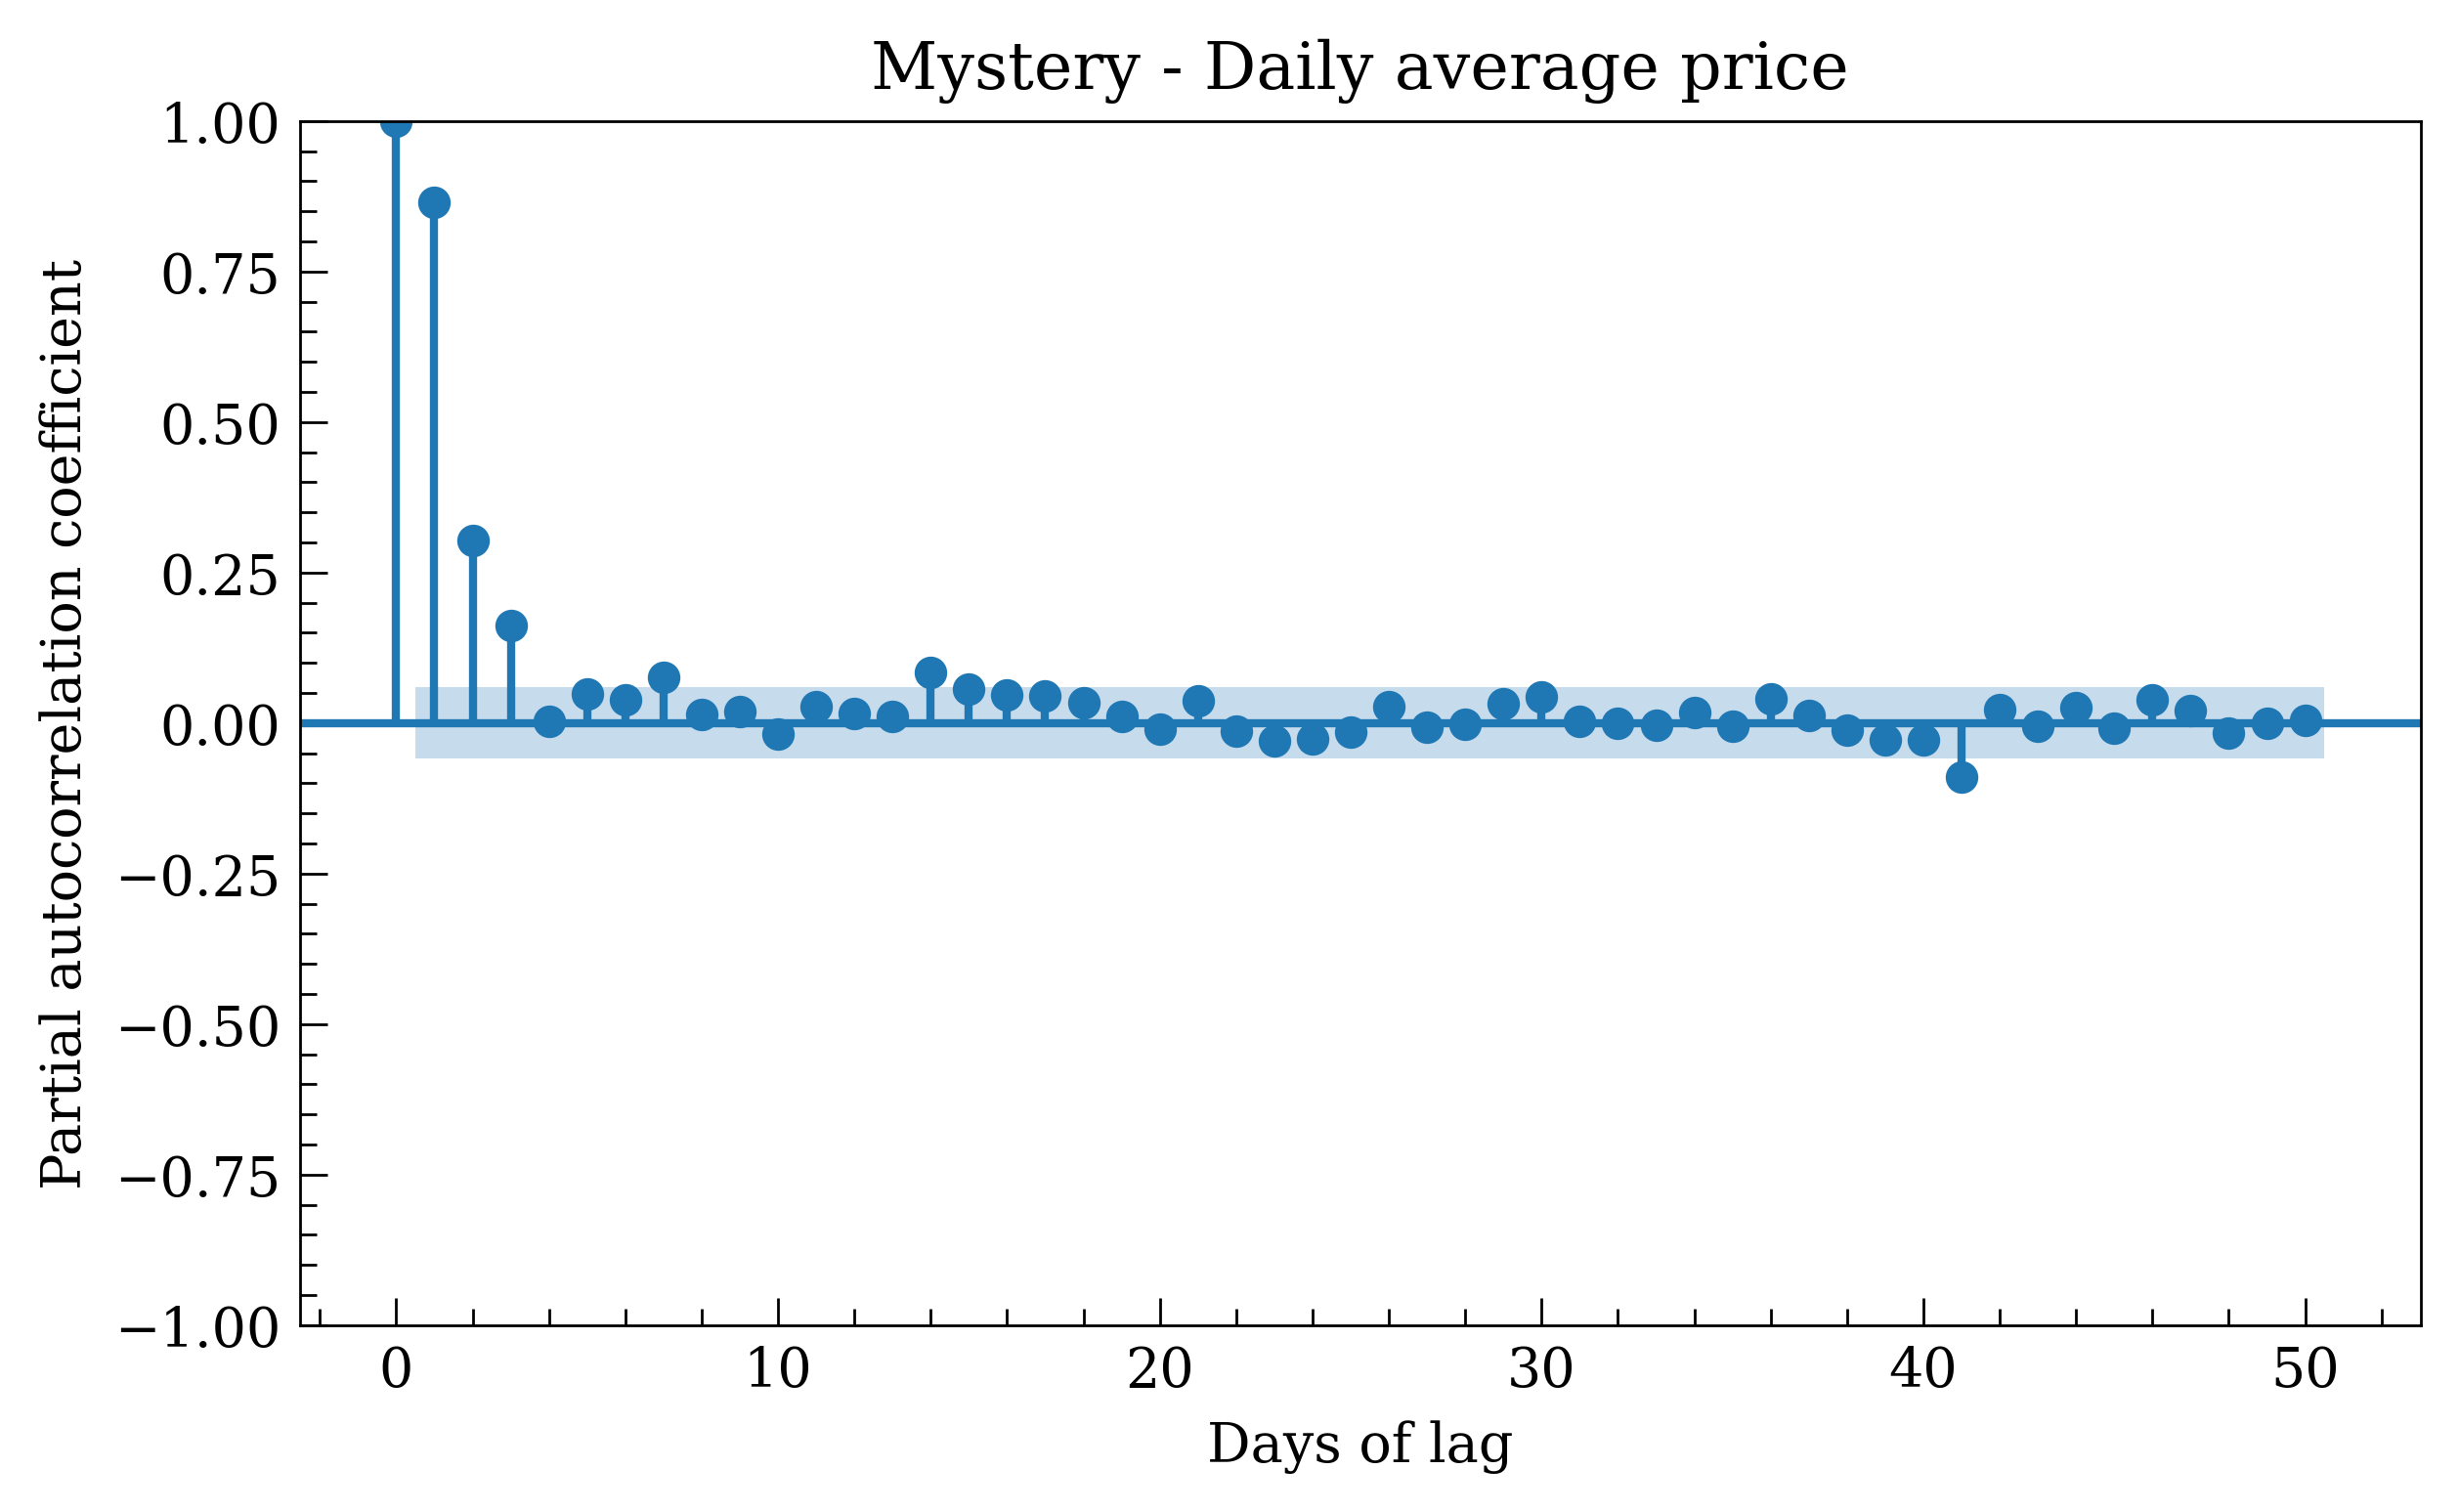 Mystery - Daily average price
Partial autocorrelation coefficient
1.00
0.75
0.50
0.25
0.00
−0.25
−0.50
−0.75
−1.00
0 10 20 30 40 50
Days of lag